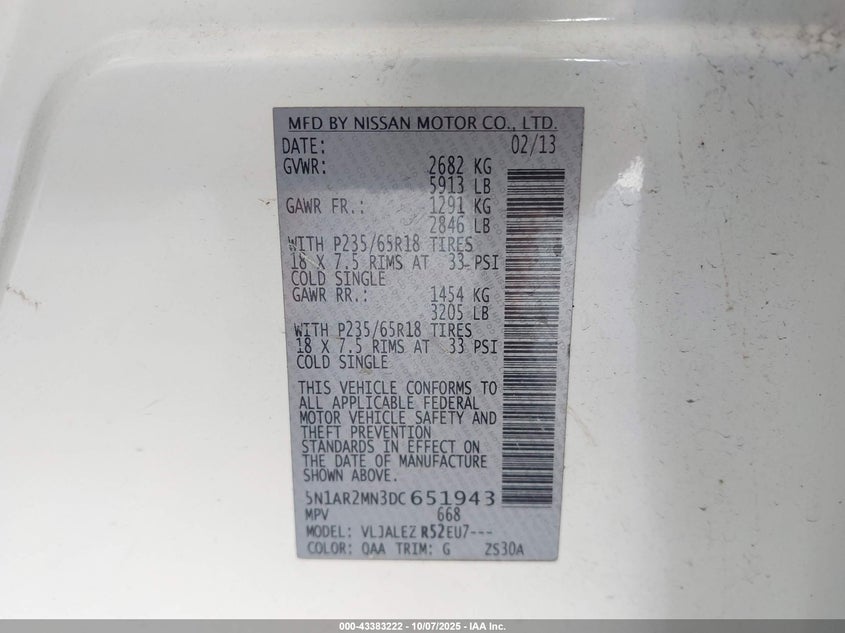 MFD BY NISSAN MOTOR CO., LTD.
DATE: 02/13
GVWR: 2682 KG
5913 LB
GAWR FR.: 1291 KG
2846 LB
WITH P235/65R18 TIRES
18 X 7.5 RIMS AT 33 PSI
COLD SINGLE
GAWR RR.: 1454 KG
3205 LB
WITH P235/65R18 TIRES
18 X 7.5 RIMS AT 33 PSI
COLD SINGLE
THIS VEHICLE CONFORMS TO
ALL APPLICABLE FEDERAL
MOTOR VEHICLE SAFETY AND
THEFT PREVENTION
STANDARDS IN EFFECT ON
THE DATE OF MANUFACTURE
SHOWN ABOVE.
5N1AR2MN3DC651943
MPV 668
MODEL: VLJALEZ R52EU7---
COLOR: QAA TRIM: G ZS30A
000-43383222 - 10/07/2025 - IAA Inc.